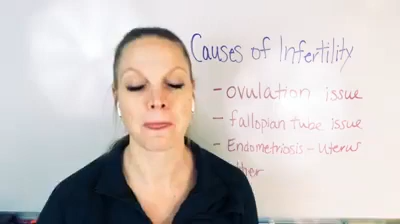 Causes of Infertility
- ovulation issue
- fallopian tube issue
- Endometriosis - Uterus